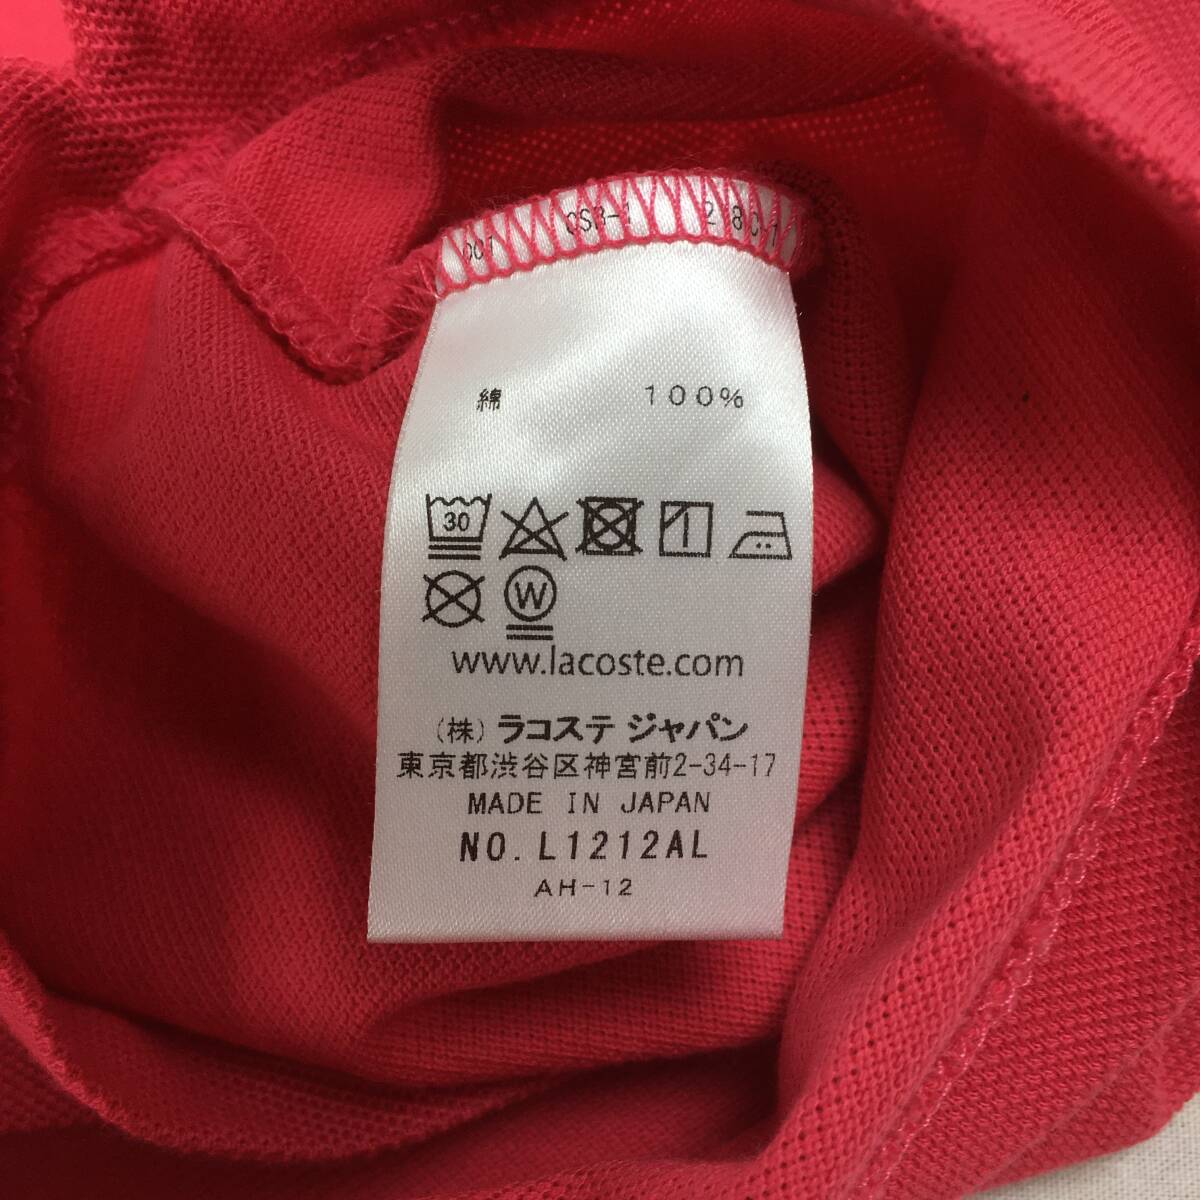 綿 100%
30
W
www.lacoste.com
(株) ラコステ ジャパン
東京都渋谷区神宮前2-34-17
MADE IN JAPAN
NO. L1212AL
AH-12